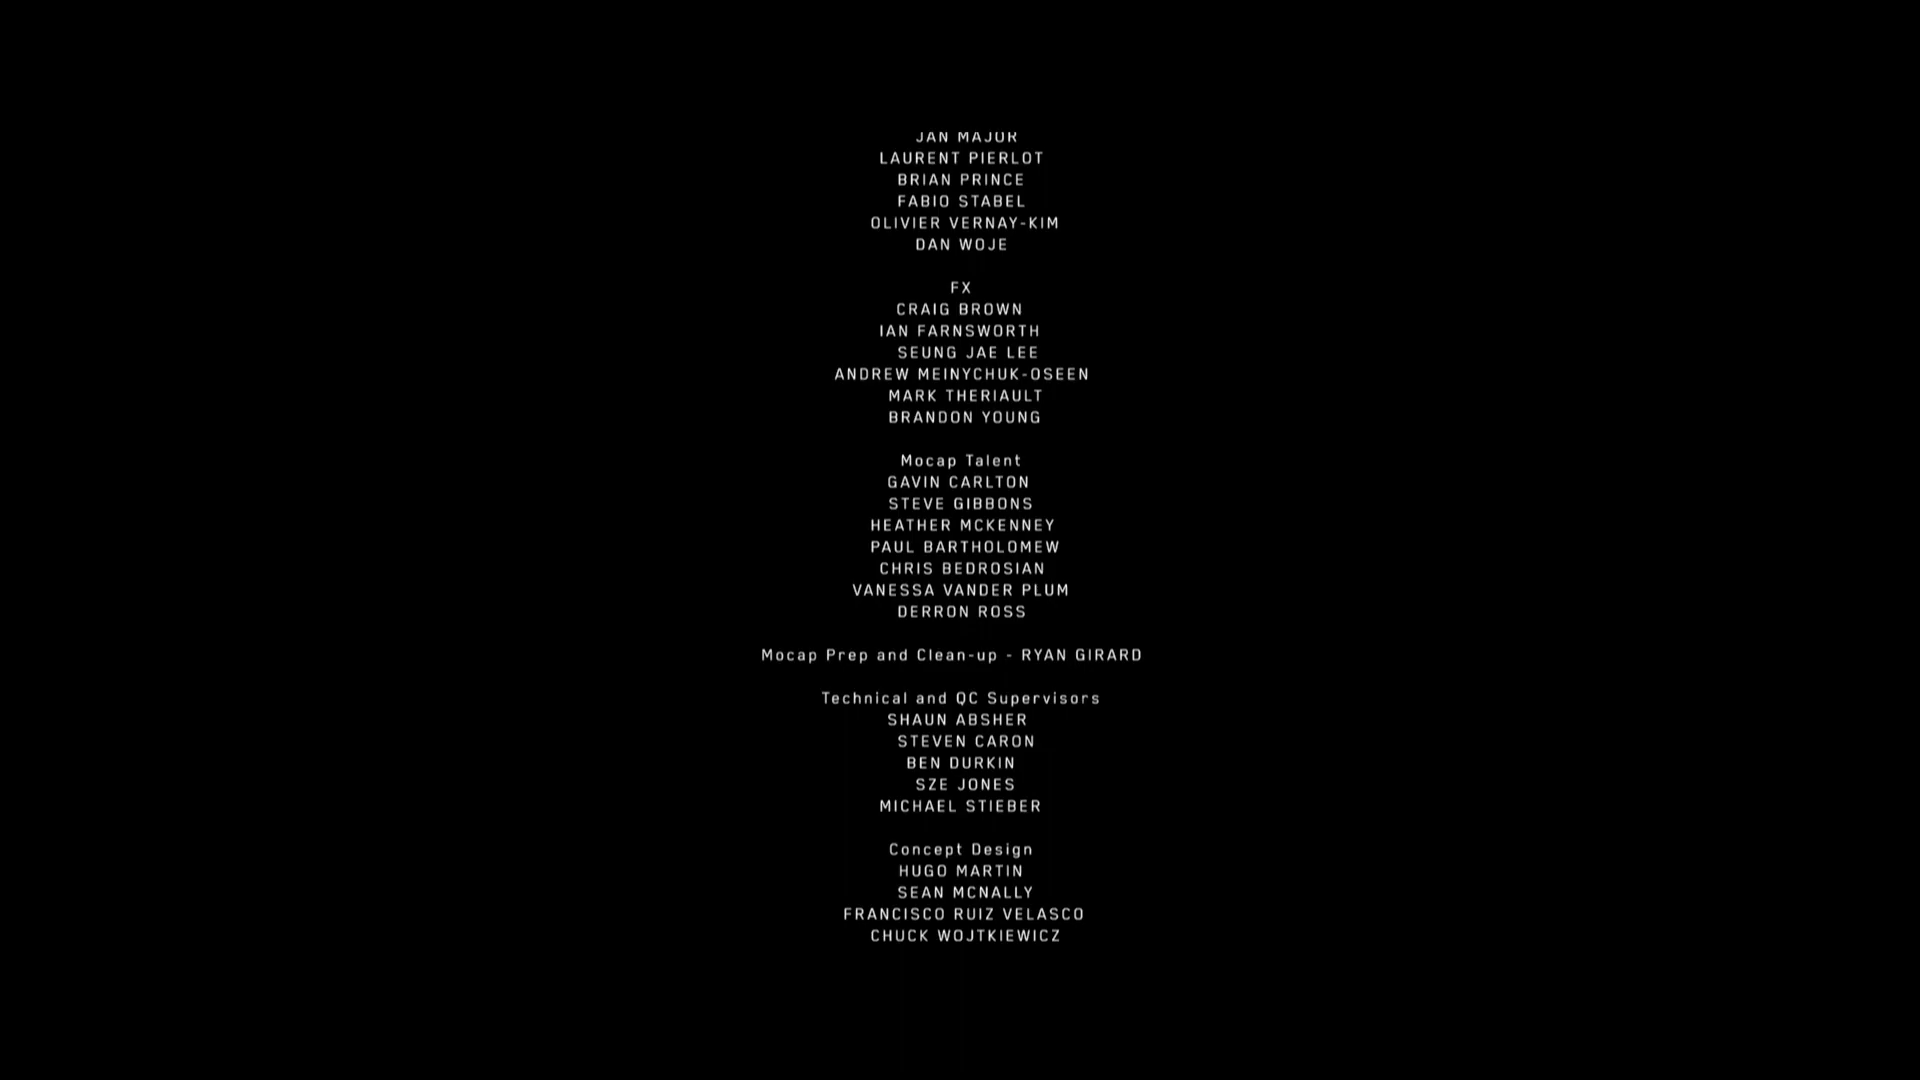 JAN MAJOR
LAURENT PIERLOT
BRIAN PRINCE
FABIO STABEL
OLIVIER VERNAY-KIM
DAN WOJE
FX
CRAIG BROWN
IAN FARNSWORTH
SEUNG JAE LEE
ANDREW MEINYCHUK-OSEEN
MARK THERIAULT
BRANDON YOUNG
Mocap Talent
GAVIN CARLTON
STEVE GIBBONS
HEATHER MCKENNEY
PAUL BARTHOLOMEW
CHRIS BEDROSIAN
VANESSA VANDER PLUM
DERRON ROSS
Mocap Prep and Clean-up - RYAN GIRARD
Technical and QC Supervisors
SHAUN ABSHER
STEVEN CARON
BEN DURKIN
SZE JONES
MICHAEL STIEBER
Concept Design
HUGO MARTIN
SEAN MCNALLY
FRANCISCO RUIZ VELASCO
CHUCK WOJTKIEWICZ